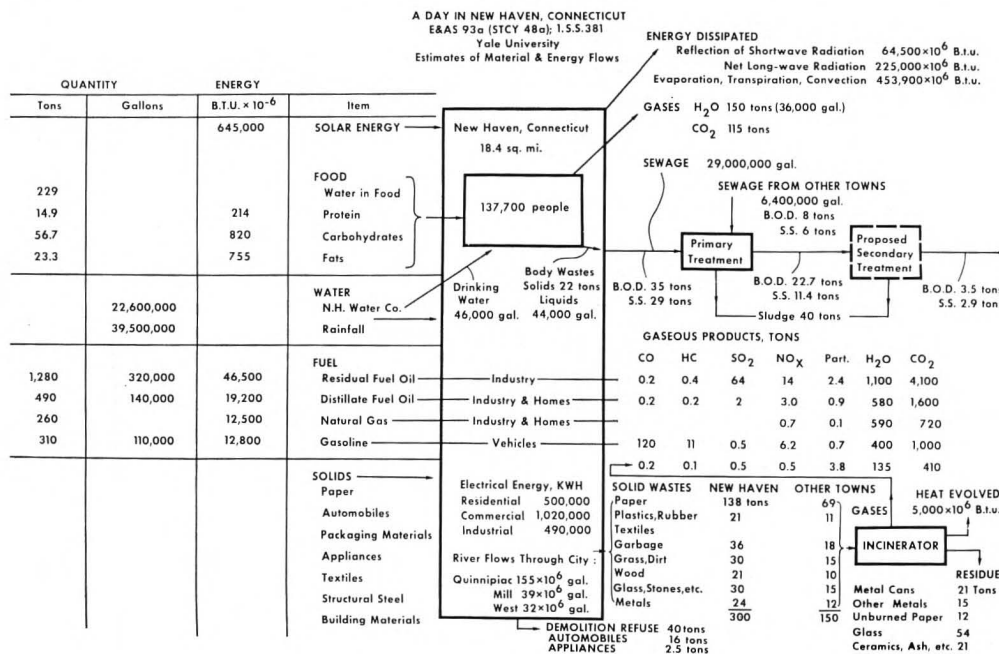 A DAY IN NEW HAVEN, CONNECTICUT
E&AS 93a (STCY 48a); I.S.S.381
Yale University
Estimates of Material & Energy Flows
ENERGY DISSIPATED
Reflection of Shortwave Radiation 64,500×10⁶ B.t.u.
Net Long-wave Radiation 225,000×10⁶ B.t.u.
Evaporation, Transpiration, Convection 453,900×10⁶ B.t.u.
GASES H₂O 150 tons (36,000 gal.)
CO₂ 115 tons
QUANTITY ENERGY
Tons Gallons B.T.U. × 10⁻⁶ Item
645,000 SOLAR ENERGY
FOOD
229 Water in Food
14.9 214 Protein
56.7 820 Carbohydrates
23.3 755 Fats
WATER
22,600,000 N.H. Water Co.
39,500,000 Rainfall
FUEL
1,280 320,000 46,500 Residual Fuel Oil Industry
490 140,000 19,200 Distillate Fuel Oil Industry & Homes
260 12,500 Natural Gas Industry & Homes
310 110,000 12,800 Gasoline Vehicles
SOLIDS
Paper
Automobiles
Packaging Materials
Appliances
Textiles
Structural Steel
Building Materials
New Haven, Connecticut
18.4 sq. mi.
137,700 people
Drinking
Water
46,000 gal.
Body Wastes
Solids 22 tons
Liquids
44,000 gal.
Electrical Energy, KWH
Residential 500,000
Commercial 1,020,000
Industrial 490,000
River Flows Through City :
Quinnipiac 155×10⁶ gal.
Mill 39×10⁶ gal.
West 32×10⁶ gal.
SEWAGE 29,000,000 gal.
SEWAGE FROM OTHER TOWNS
6,400,000 gal.
B.O.D. 8 tons
S.S. 6 tons
Primary
Treatment
Proposed
Secondary
Treatment
B.O.D. 35 tons
S.S. 29 tons
B.O.D. 22.7 tons
S.S. 11.4 tons
B.O.D. 3.5 tons
S.S. 2.9 tons
Sludge 40 tons
GASEOUS PRODUCTS, TONS
CO HC SO₂ NOX Part. H₂O CO₂
0.2 0.4 64 14 2.4 1,100 4,100
0.2 0.2 2 3.0 0.9 580 1,600
0.7 0.1 590 720
120 11 0.5 6.2 0.7 400 1,000
0.2 0.1 0.5 0.5 3.8 135 410
SOLID WASTES NEW HAVEN OTHER TOWNS
Paper 138 tons 69
Plastics,Rubber 21 11
Textiles
Garbage 36 18
Grass,Dirt 30 15
Wood 21 10
Glass,Stones,etc. 30 15
Metals 24 12
300 150
GASES
HEAT EVOLVED
5,000×10⁶ B.t.u.
INCINERATOR
RESIDUE
Metal Cans 21 Tons
Other Metals 15
Unburned Paper 12
Glass 54
Ceramics, Ash, etc. 21
DEMOLITION REFUSE 40 tons
AUTOMOBILES 16 tons
APPLIANCES 2.5 tons